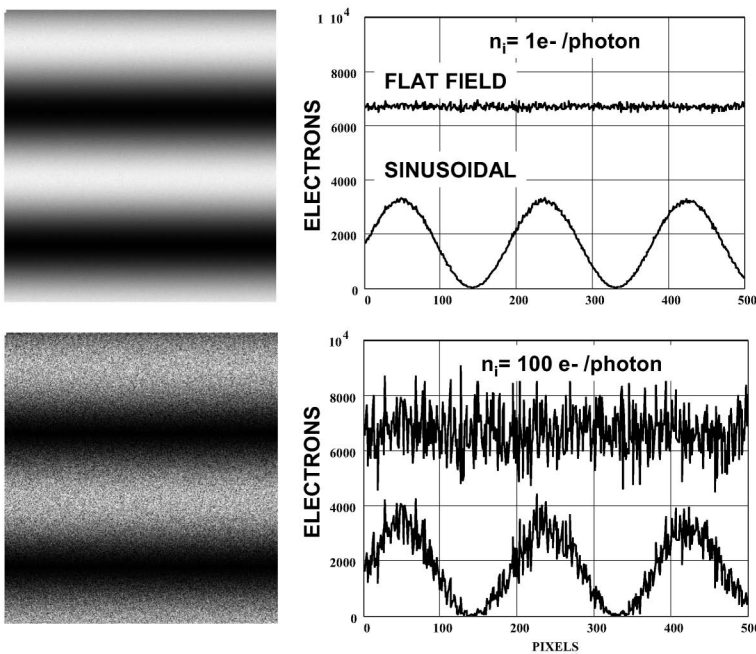 1 10⁴
nᵢ= 1e- /photon
8000
FLAT FIELD
6000
ELECTRONS
SINUSOIDAL
4000
2000
0
0 100 200 300 400 500
10⁴
nᵢ= 100 e- /photon
8000
6000
ELECTRONS
4000
2000
0
0 100 200 300 400 500
PIXELS